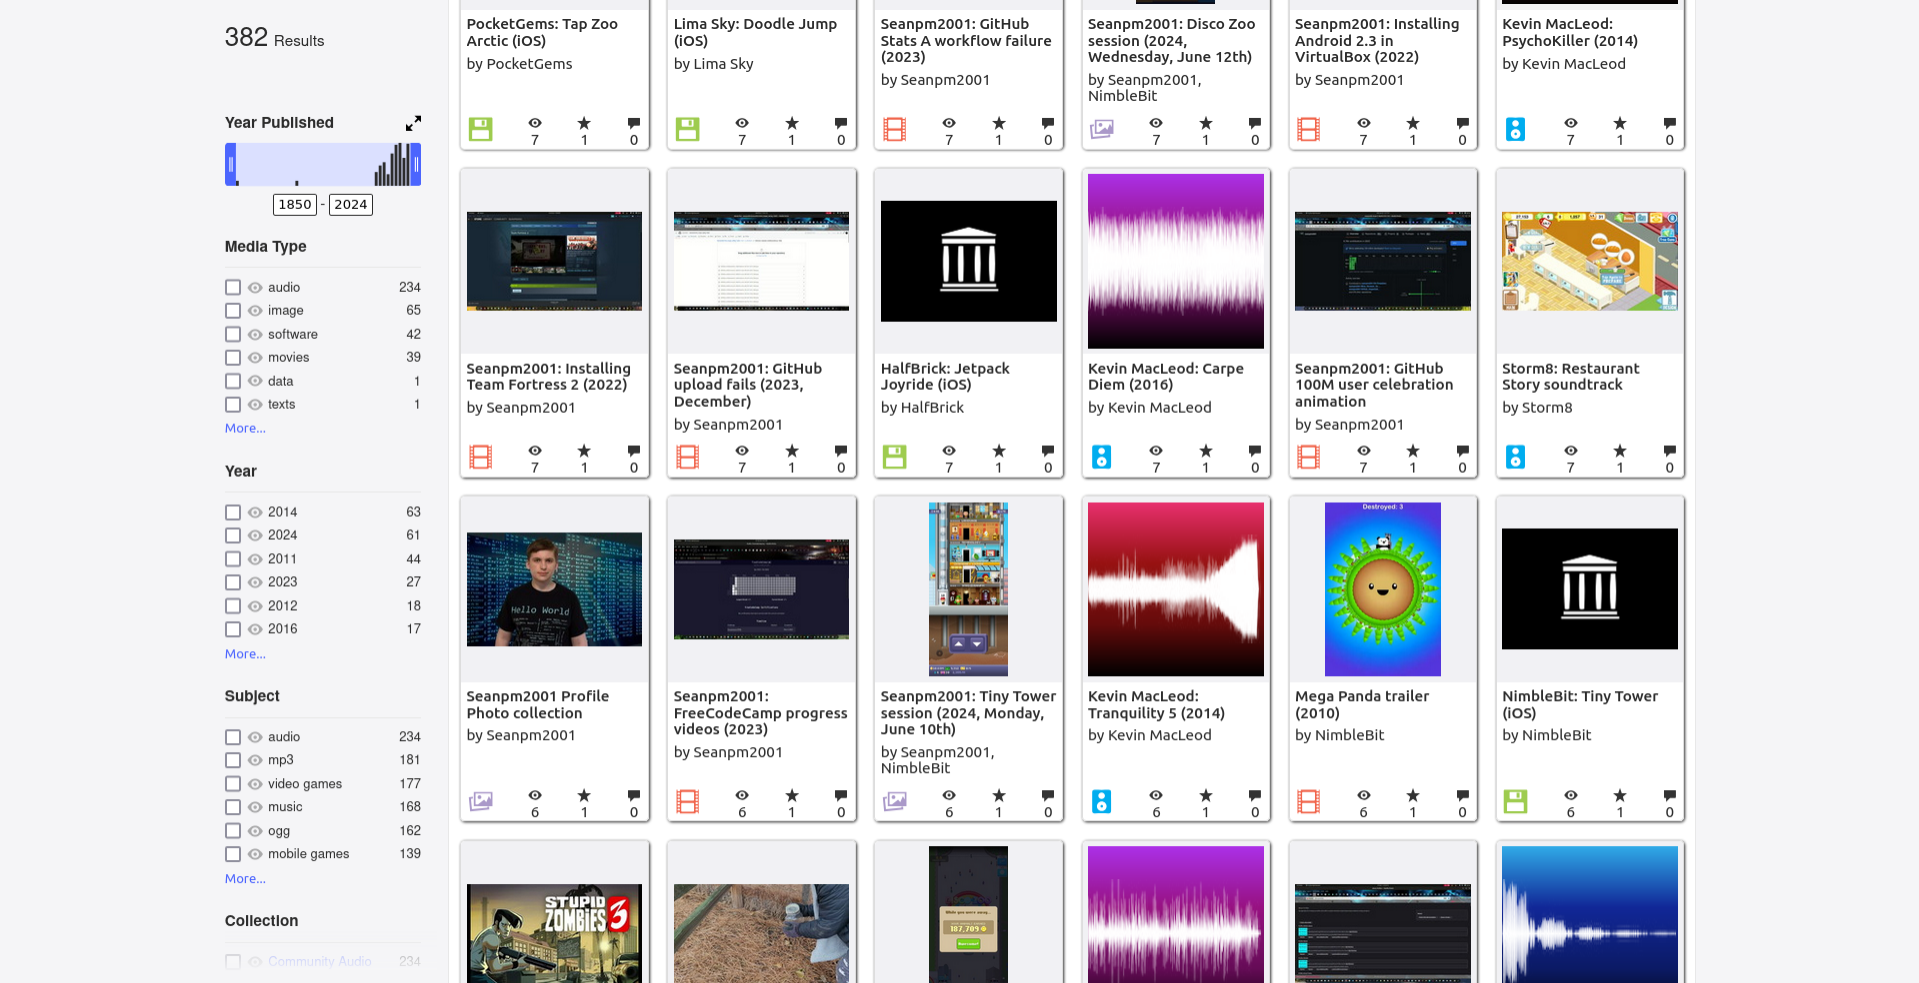 382 Results
Year Published
1850 - 2024
Media Type
audio 234
image 65
software 42
movies 39
data 1
texts 1
More...
Year
2014 63
2024 61
2011 44
2023 27
2012 18
2016 17
More...
Subject
audio 234
mp3 181
video games 177
music 168
ogg 162
mobile games 139
More...
Collection
Community Audio 234
PocketGems: Tap Zoo
Arctic (iOS)
by PocketGems
7 1 0
Lima Sky: Doodle Jump
(iOS)
by Lima Sky
7 1 0
Seanpm2001: GitHub
Stats A workflow failure
(2023)
by Seanpm2001
7 1 0
Seanpm2001: Disco Zoo
session (2024,
Wednesday, June 12th)
by Seanpm2001,
NimbleBit
7 1 0
Seanpm2001: Installing
Android 2.3 in
VirtualBox (2022)
by Seanpm2001
7 1 0
Kevin MacLeod:
PsychoKiller (2014)
by Kevin MacLeod
7 1 0
Seanpm2001: Installing
Team Fortress 2 (2022)
by Seanpm2001
7 1 0
Seanpm2001: GitHub
upload fails (2023,
December)
by Seanpm2001
7 1 0
HalfBrick: Jetpack
Joyride (iOS)
by HalfBrick
7 1 0
Kevin MacLeod: Carpe
Diem (2016)
by Kevin MacLeod
7 1 0
Seanpm2001: GitHub
100M user celebration
animation
by Seanpm2001
7 1 0
Storm8: Restaurant
Story soundtrack
by Storm8
7 1 0
Hello World
Seanpm2001 Profile
Photo collection
by Seanpm2001
6 1 0
Seanpm2001:
FreeCodeCamp progress
videos (2023)
by Seanpm2001
6 1 0
Seanpm2001: Tiny Tower
session (2024, Monday,
June 10th)
by Seanpm2001,
NimbleBit
6 1 0
Kevin MacLeod:
Tranquility 5 (2014)
by Kevin MacLeod
6 1 0
Destroyed: 3
Mega Panda trailer
(2010)
by NimbleBit
6 1 0
NimbleBit: Tiny Tower
(iOS)
by NimbleBit
6 1 0
STUPID
ZOMBIES 3
While you were away...
187,709